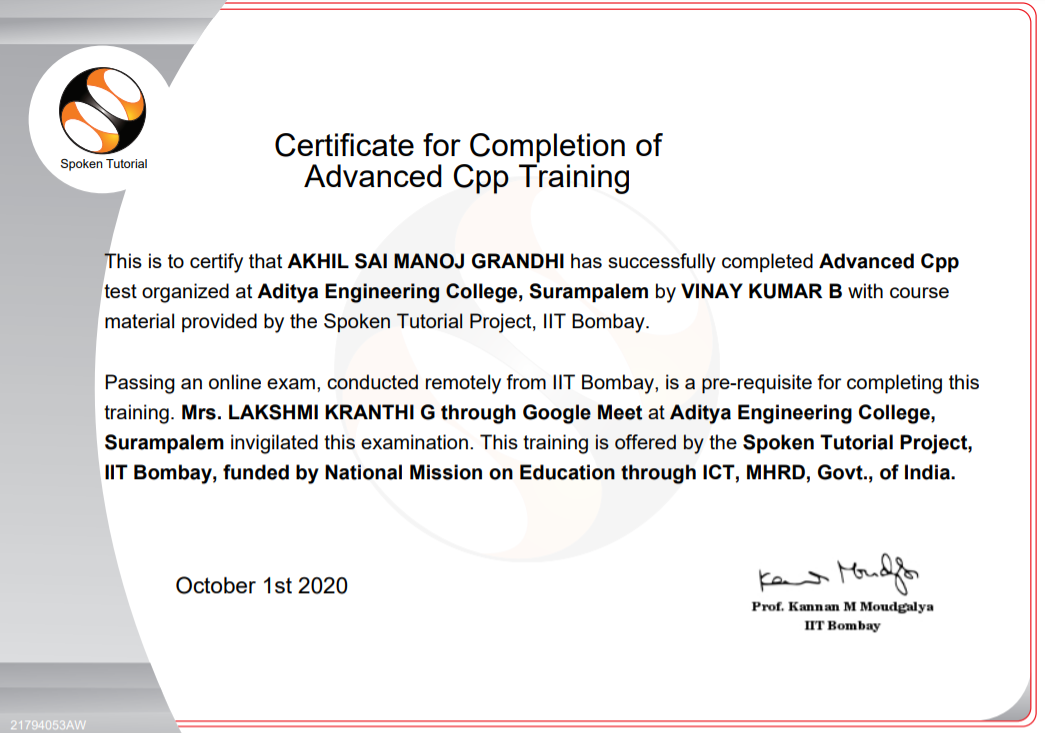 Spoken Tutorial
Certificate for Completion of
Advanced Cpp Training
This is to certify that AKHIL SAI MANOJ GRANDHI has successfully completed Advanced Cpp
test organized at Aditya Engineering College, Surampalem by VINAY KUMAR B with course
material provided by the Spoken Tutorial Project, IIT Bombay.
Passing an online exam, conducted remotely from IIT Bombay, is a pre-requisite for completing this
training. Mrs. LAKSHMI KRANTHI G through Google Meet at Aditya Engineering College,
Surampalem invigilated this examination. This training is offered by the Spoken Tutorial Project,
IIT Bombay, funded by National Mission on Education through ICT, MHRD, Govt., of India.
October 1st 2020
Kannan Moudgalya
Prof. Kannan M Moudgalya
IIT Bombay
21794053AW